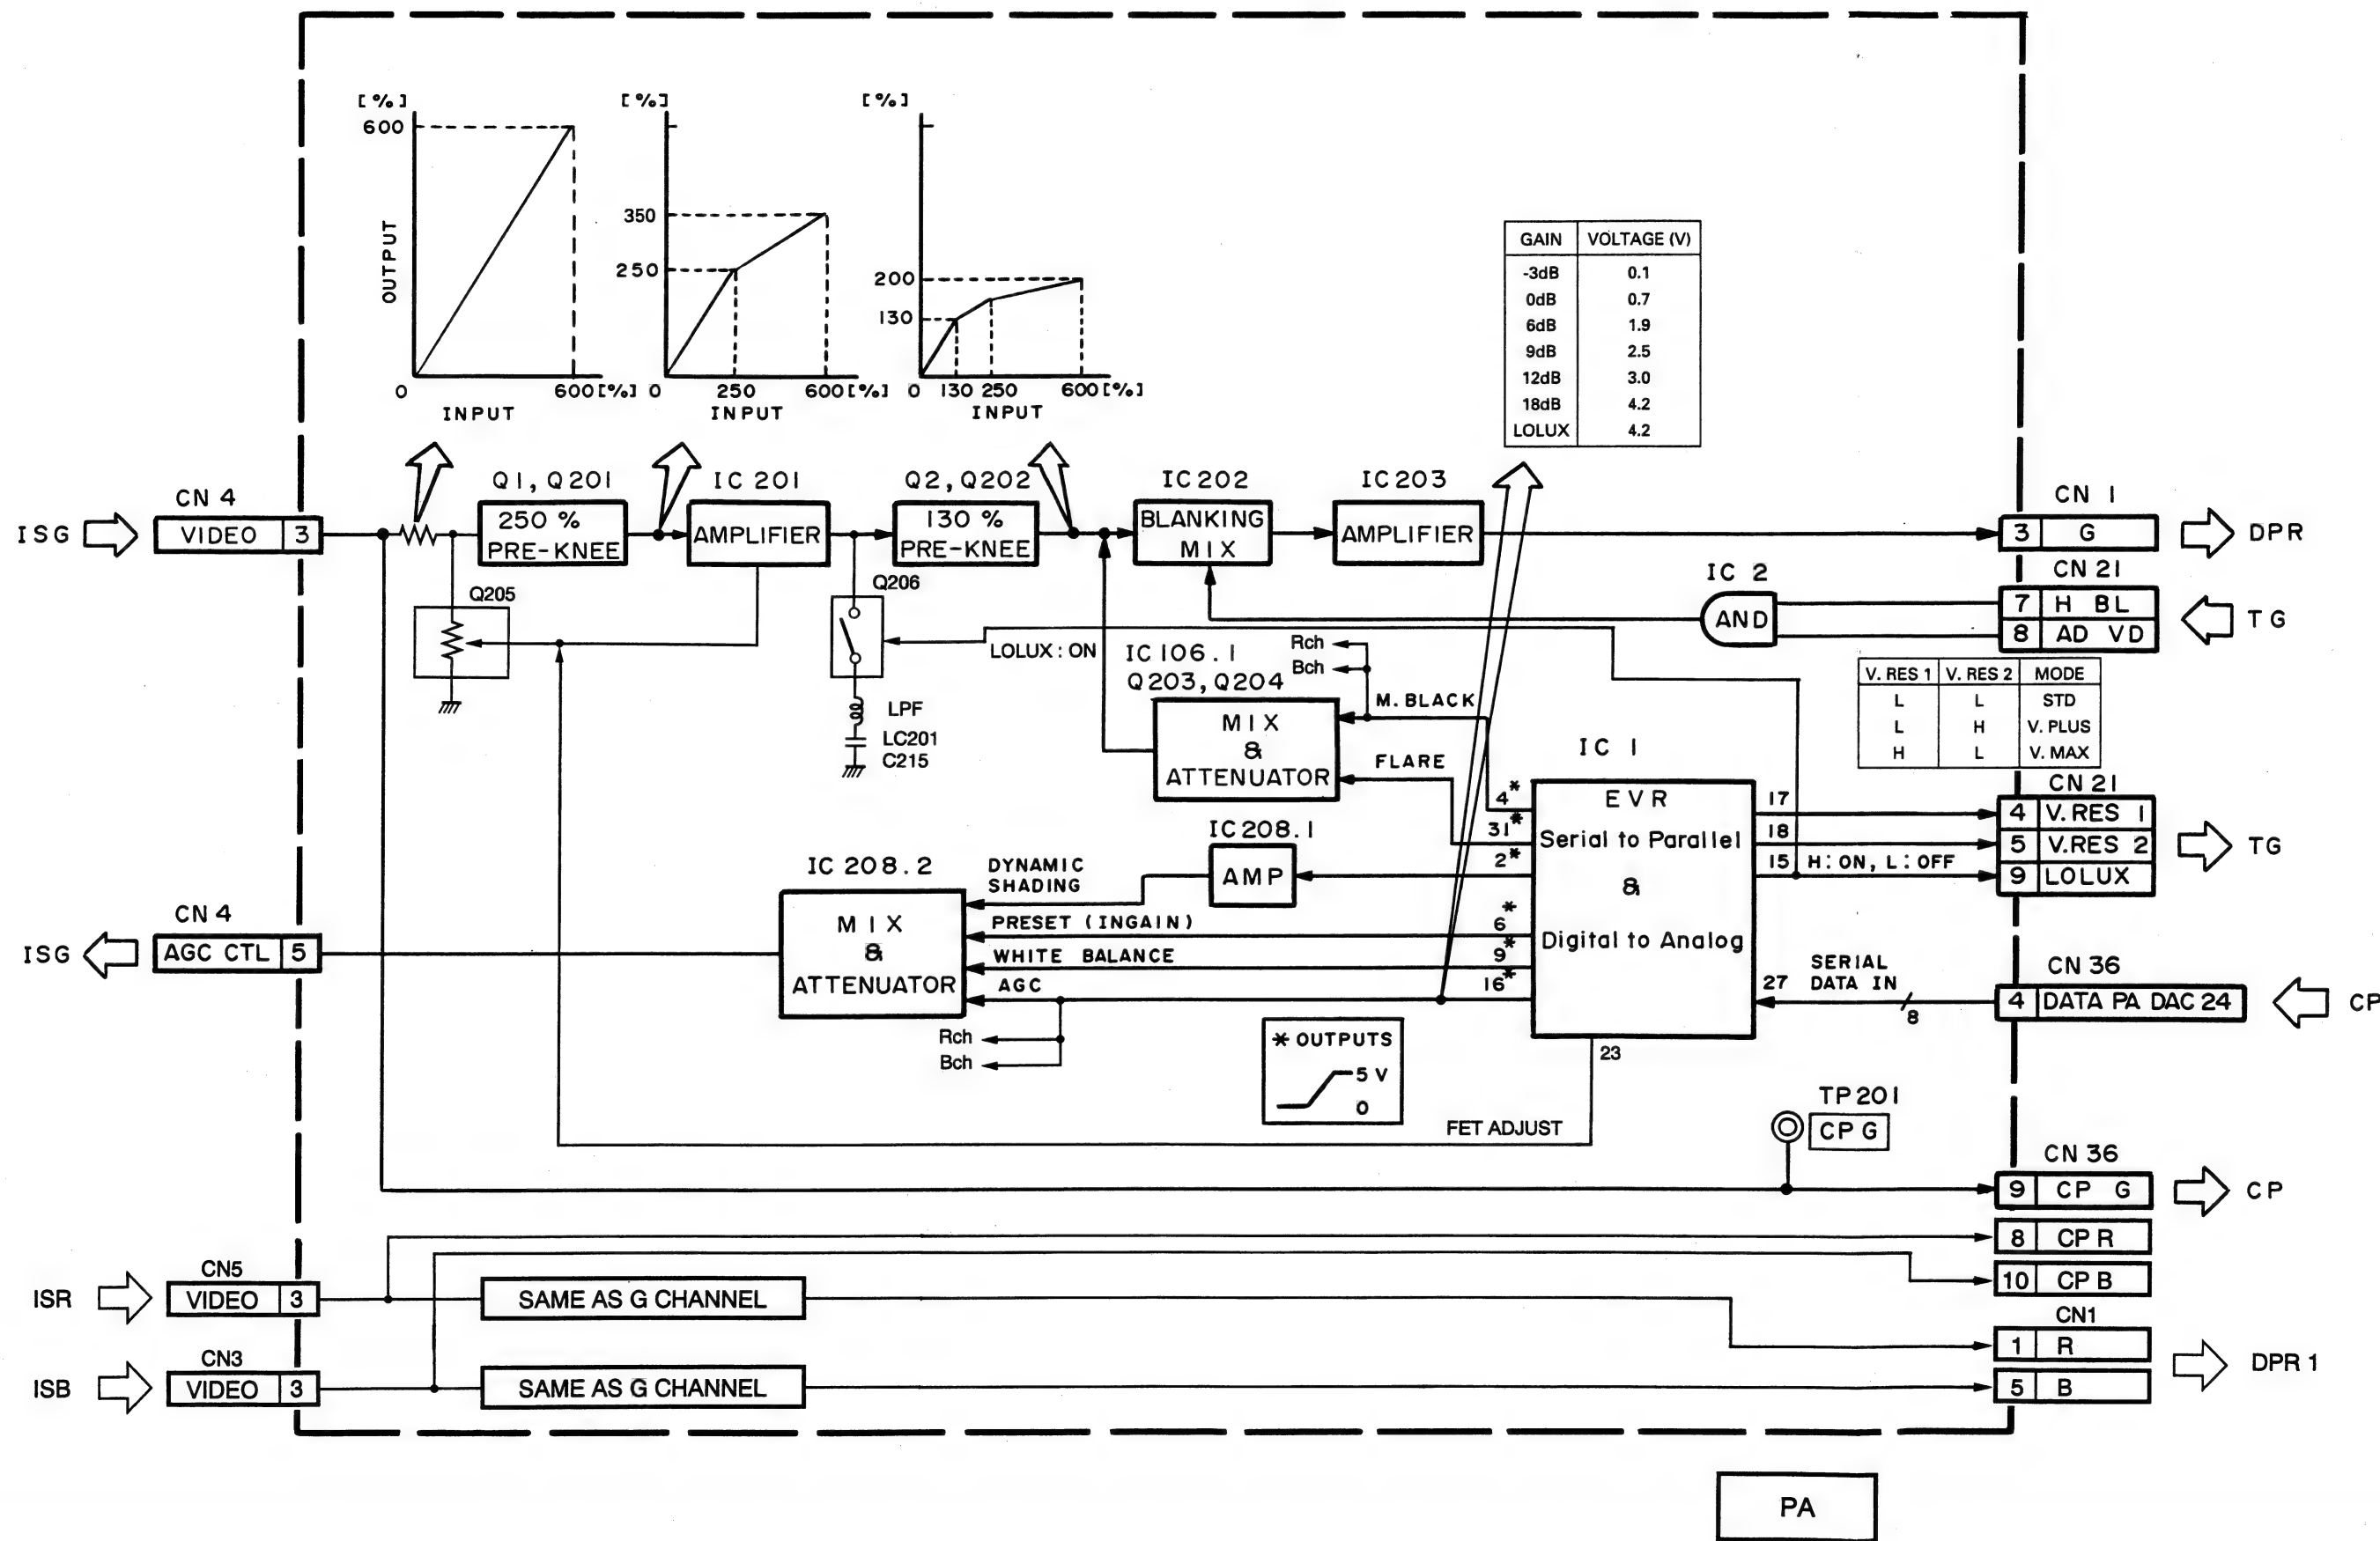 [%]
600
OUTPUT
0
600[%]
INPUT
[%]
350
250
0
250
600[%]
INPUT
[%]
200
130
0
130
250
600[%]
INPUT
GAIN VOLTAGE (V)
-3dB 0.1
0dB 0.7
6dB 1.9
9dB 2.5
12dB 3.0
18dB 4.2
LOLUX 4.2
ISG
CN 4
VIDEO 3
Q1, Q201
250 %
PRE-KNEE
IC 201
AMPLIFIER
Q2, Q202
130 %
PRE-KNEE
IC202
BLANKING
MIX
IC203
AMPLIFIER
CN 1
3 G
DPR
Q205
Q206
LOLUX : ON
LPF
LC201
C215
IC 2
AND
CN 21
7 H BL
8 AD VD
TG
V. RES 1 V. RES 2 MODE
L L STD
L H V. PLUS
H L V. MAX
Rch
Bch
IC 106.1
Q203, Q204
MIX
&
ATTENUATOR
M. BLACK
FLARE
IC 1
EVR
Serial to Parallel
&
Digital to Analog
4*
31*
2*
*
6
*
9
16*
17
18
15 H : ON, L : OFF
27
23
CN 21
4 V.RES 1
5 V.RES 2
9 LOLUX
TG
IC 208.1
AMP
IC 208.2
MIX
&
ATTENUATOR
DYNAMIC
SHADING
PRESET (INGAIN)
WHITE BALANCE
AGC
Rch
Bch
ISG
CN 4
AGC CTL 5
SERIAL
DATA IN
8
CN 36
4 DATA PA DAC 24
CP
* OUTPUTS
5 V
0
FET ADJUST
TP201
CP G
CN 36
9 CP G
CP
8 CP R
10 CP B
ISR
CN5
VIDEO 3
SAME AS G CHANNEL
CN1
1 R
5 B
DPR 1
ISB
CN3
VIDEO 3
SAME AS G CHANNEL
PA